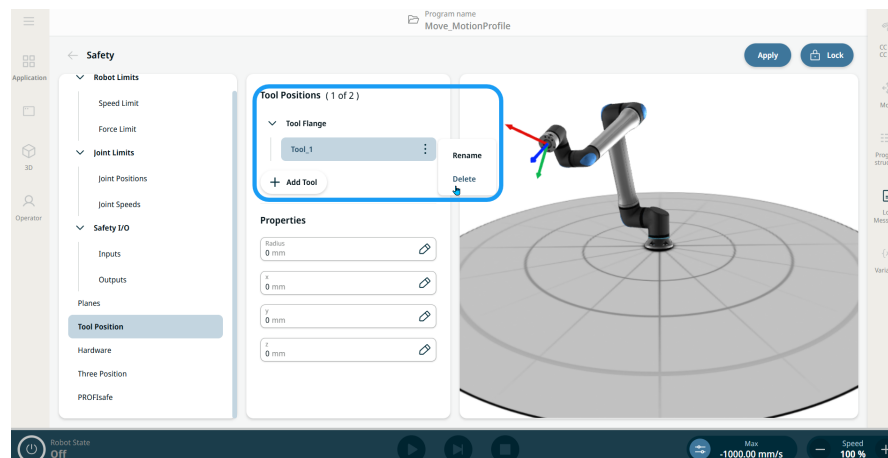 Program name
Move_MotionProfile
Safety
Apply
Lock
Application
3D
Operator
Robot Limits
Speed Limit
Force Limit
Joint Limits
Joint Positions
Joint Speeds
Safety I/O
Inputs
Outputs
Planes
Tool Position
Hardware
Three Position
PROFIsafe
Tool Positions ( 1 of 2 )
Tool Flange
Tool_1
Rename
Delete
+ Add Tool
Properties
Radius
0 mm
x
0 mm
y
0 mm
z
0 mm
Robot State
Off
Max
-1000.00 mm/s
Speed
100 %